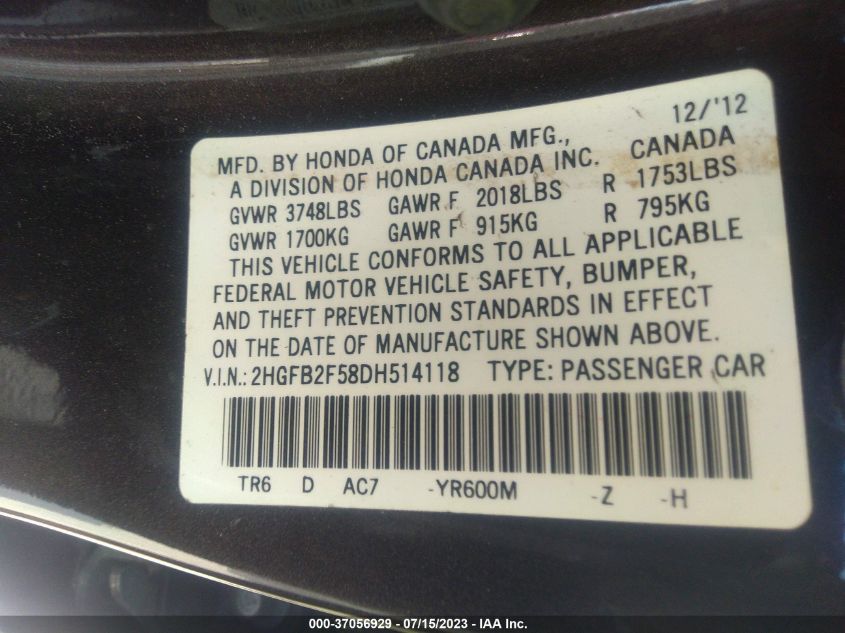 12/'12
MFD. BY HONDA OF CANADA MFG., CANADA
A DIVISION OF HONDA CANADA INC.
GVWR 3748LBS GAWR F 2018LBS R 1753LBS
GVWR 1700KG GAWR F 915KG R 795KG
THIS VEHICLE CONFORMS TO ALL APPLICABLE
FEDERAL MOTOR VEHICLE SAFETY, BUMPER,
AND THEFT PREVENTION STANDARDS IN EFFECT
ON THE DATE OF MANUFACTURE SHOWN ABOVE.
V.I.N.: 2HGFB2F58DH514118 TYPE: PASSENGER CAR
TR6 D AC7 -YR600M -Z -H
000-37056929 - 07/15/2023 - IAA Inc.